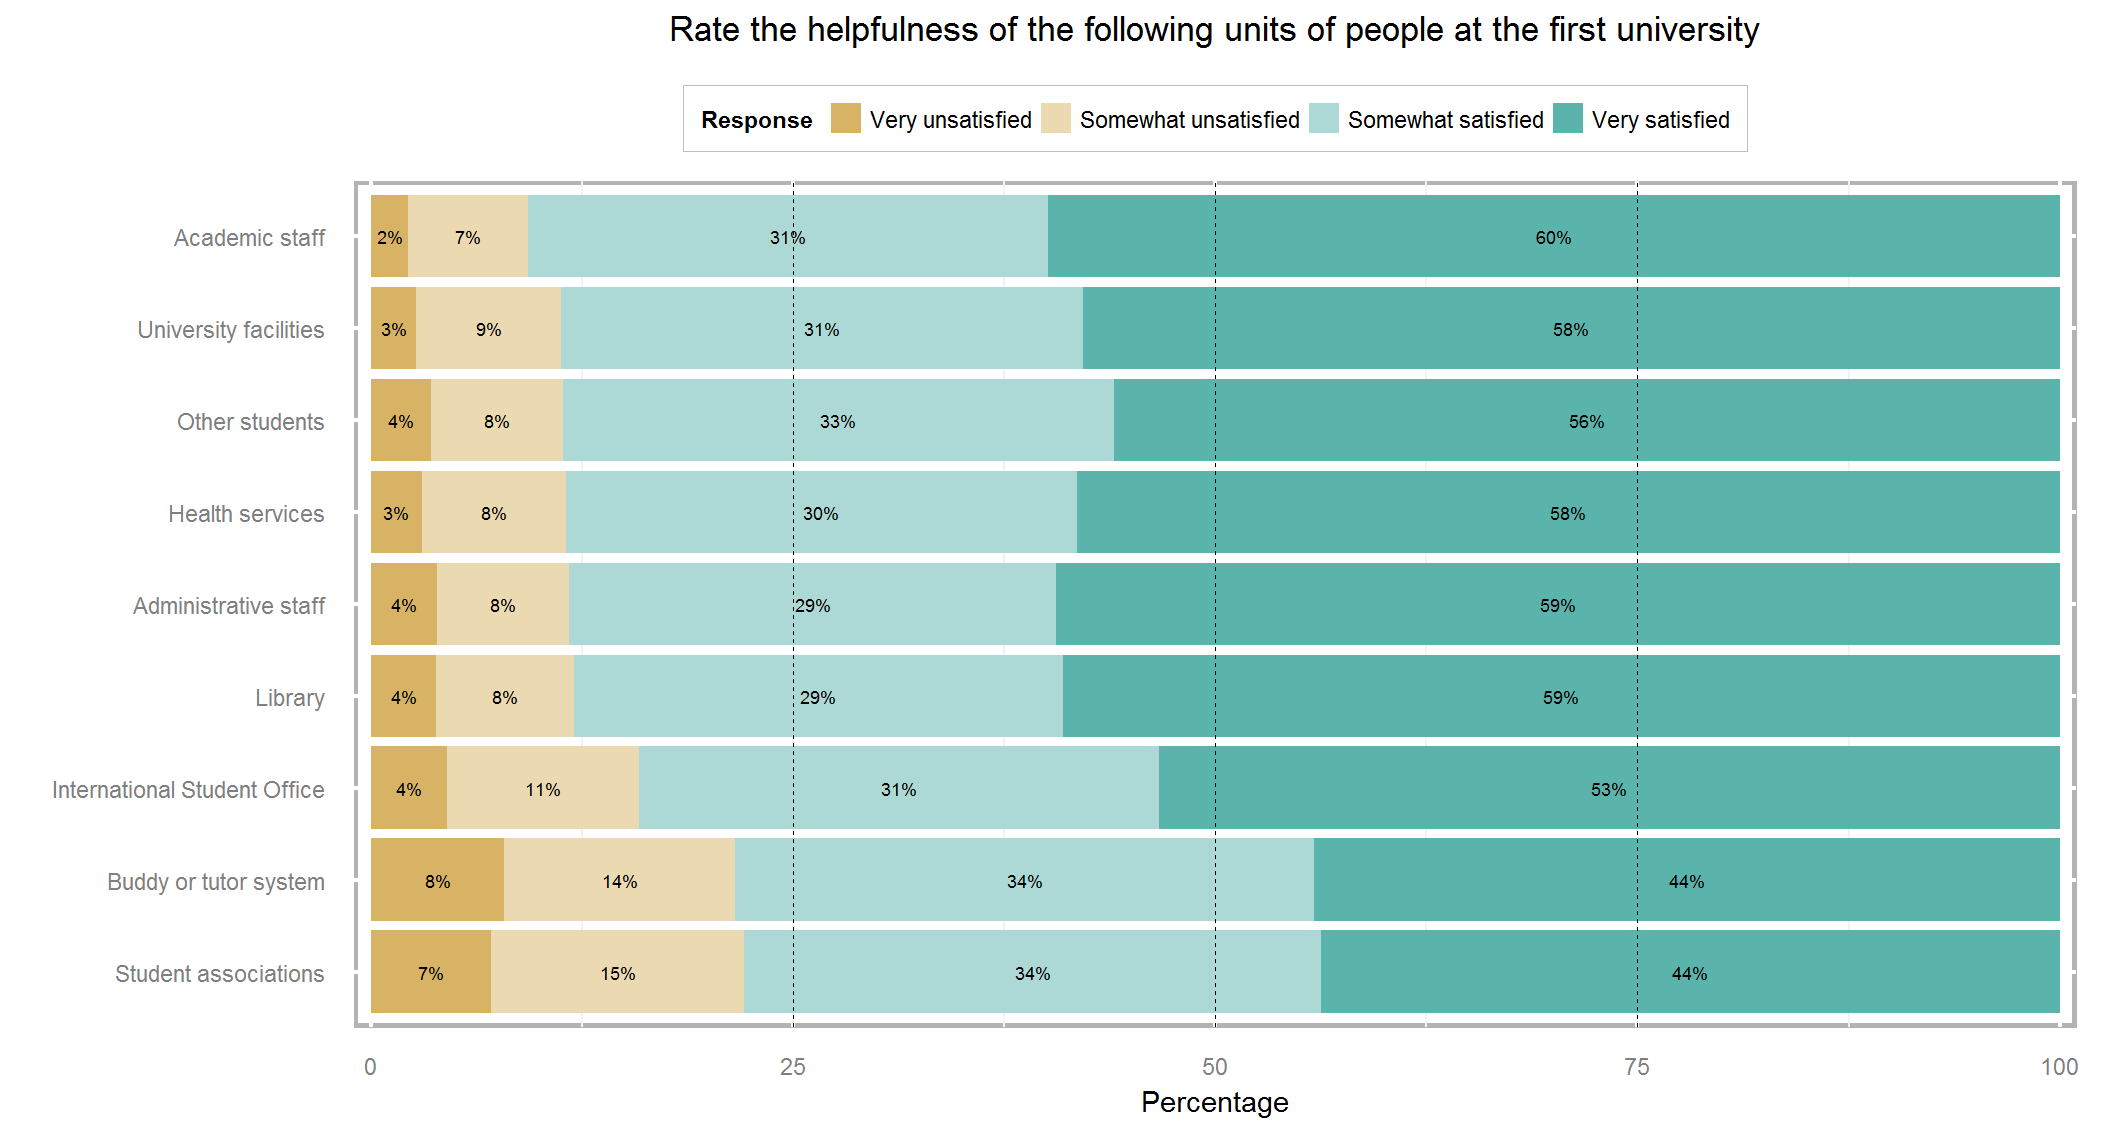 Rate the helpfulness of the following units of people at the first university
Response Very unsatisfied Somewhat unsatisfied Somewhat satisfied Very satisfied
Academic staff 2% 7% 31% 60%
University facilities 3% 9% 31% 58%
Other students 4% 8% 33% 56%
Health services 3% 8% 30% 58%
Administrative staff 4% 8% 29% 59%
Library 4% 8% 29% 59%
International Student Office 4% 11% 31% 53%
Buddy or tutor system 8% 14% 34% 44%
Student associations 7% 15% 34% 44%
0 25 50 75 100
Percentage